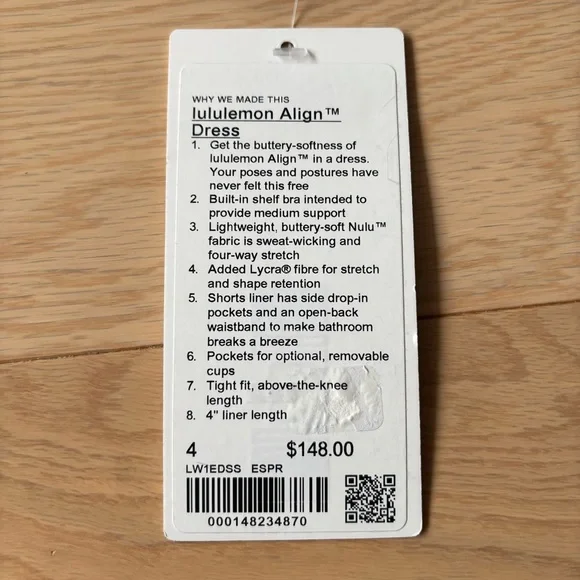 WHY WE MADE THIS
lululemon Align™
Dress
1. Get the buttery-softness of
lululemon Align™ in a dress.
Your poses and postures have
never felt this free
2. Built-in shelf bra intended to
provide medium support
3. Lightweight, buttery-soft Nulu™
fabric is sweat-wicking and
four-way stretch
4. Added Lycra® fibre for stretch
and shape retention
5. Shorts liner has side drop-in
pockets and an open-back
waistband to make bathroom
breaks a breeze
6. Pockets for optional, removable
cups
7. Tight fit, above-the-knee
length
8. 4" liner length
4 $148.00
LW1EDSS ESPR
000148234870